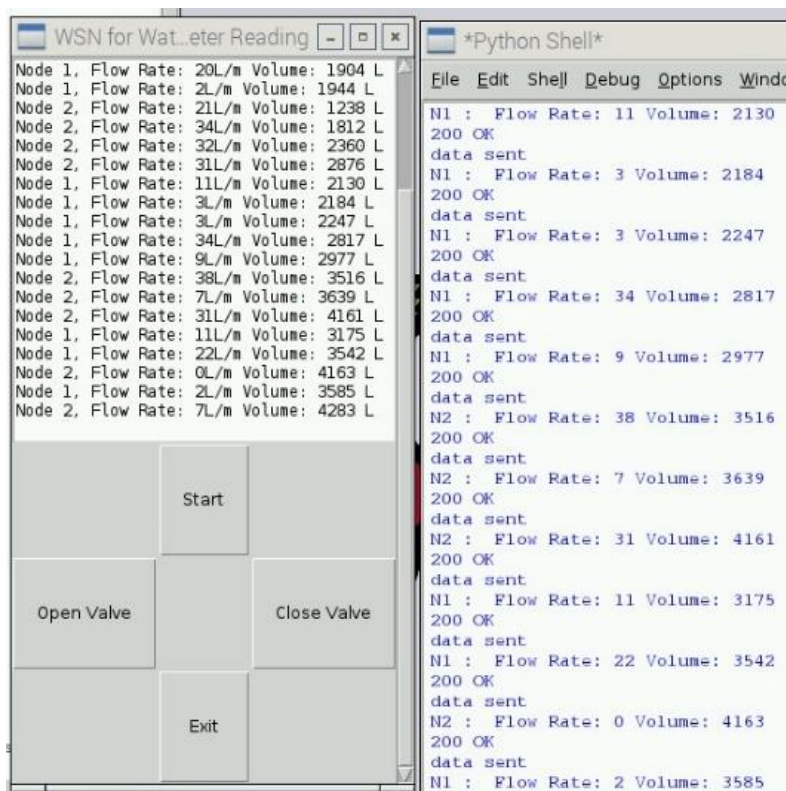 WSN for Wat...eter Reading
Node 1, Flow Rate: 20L/m Volume: 1904 L
Node 1, Flow Rate: 2L/m Volume: 1944 L
Node 2, Flow Rate: 21L/m Volume: 1238 L
Node 2, Flow Rate: 34L/m Volume: 1812 L
Node 2, Flow Rate: 32L/m Volume: 2360 L
Node 2, Flow Rate: 31L/m Volume: 2876 L
Node 1, Flow Rate: 11L/m Volume: 2130 L
Node 1, Flow Rate: 3L/m Volume: 2184 L
Node 1, Flow Rate: 3L/m Volume: 2247 L
Node 1, Flow Rate: 34L/m Volume: 2817 L
Node 1, Flow Rate: 9L/m Volume: 2977 L
Node 2, Flow Rate: 38L/m Volume: 3516 L
Node 2, Flow Rate: 7L/m Volume: 3639 L
Node 2, Flow Rate: 31L/m Volume: 4161 L
Node 1, Flow Rate: 11L/m Volume: 3175 L
Node 1, Flow Rate: 22L/m Volume: 3542 L
Node 2, Flow Rate: 0L/m Volume: 4163 L
Node 1, Flow Rate: 2L/m Volume: 3585 L
Node 2, Flow Rate: 7L/m Volume: 4283 L
Start
Open Valve
Close Valve
Exit
*Python Shell*
File Edit Shell Debug Options Windo
N1 : Flow Rate: 11 Volume: 2130
200 OK
data sent
N1 : Flow Rate: 3 Volume: 2184
200 OK
data sent
N1 : Flow Rate: 3 Volume: 2247
200 OK
data sent
N1 : Flow Rate: 34 Volume: 2817
200 OK
data sent
N1 : Flow Rate: 9 Volume: 2977
200 OK
data sent
N2 : Flow Rate: 38 Volume: 3516
200 OK
data sent
N2 : Flow Rate: 7 Volume: 3639
200 OK
data sent
N2 : Flow Rate: 31 Volume: 4161
200 OK
data sent
N1 : Flow Rate: 11 Volume: 3175
200 OK
data sent
N1 : Flow Rate: 22 Volume: 3542
200 OK
data sent
N2 : Flow Rate: 0 Volume: 4163
200 OK
data sent
N1 : Flow Rate: 2 Volume: 3585